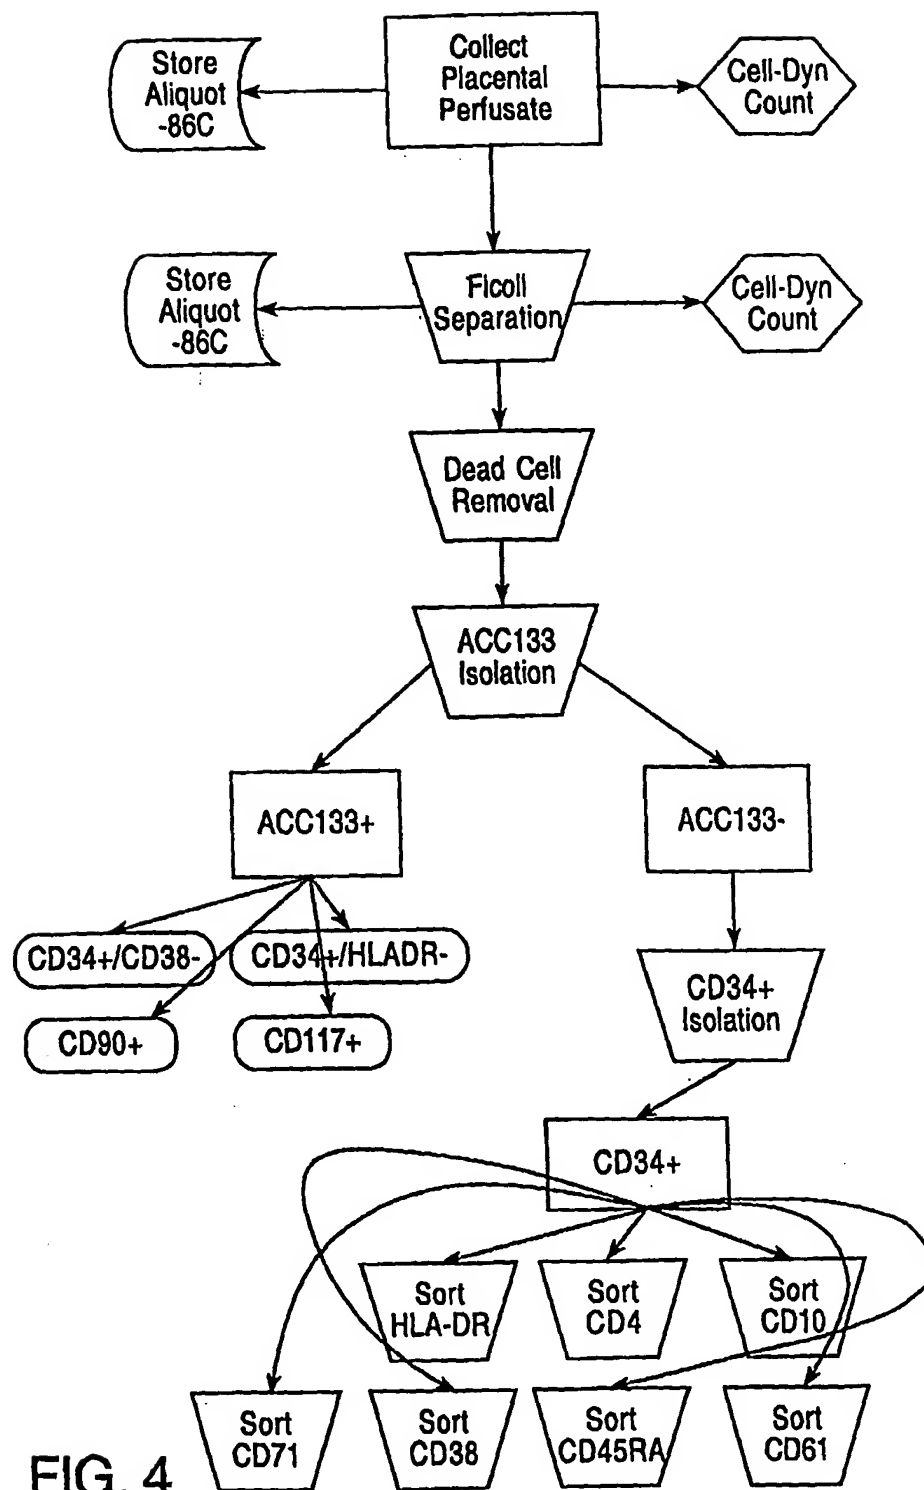 Collect
Placental
Perfusate
Store
Aliquot
-86C
Cell-Dyn
Count
Store
Aliquot
-86C
Ficoll
Separation
Cell-Dyn
Count
Dead Cell
Removal
ACC133
Isolation
ACC133+
ACC133-
CD34+/CD38-
CD34+/HLADR-
CD90+
CD117+
CD34+
Isolation
CD34+
Sort
HLA-DR
Sort
CD4
Sort
CD10
Sort
CD71
Sort
CD38
Sort
CD45RA
Sort
CD61
FIG. 4